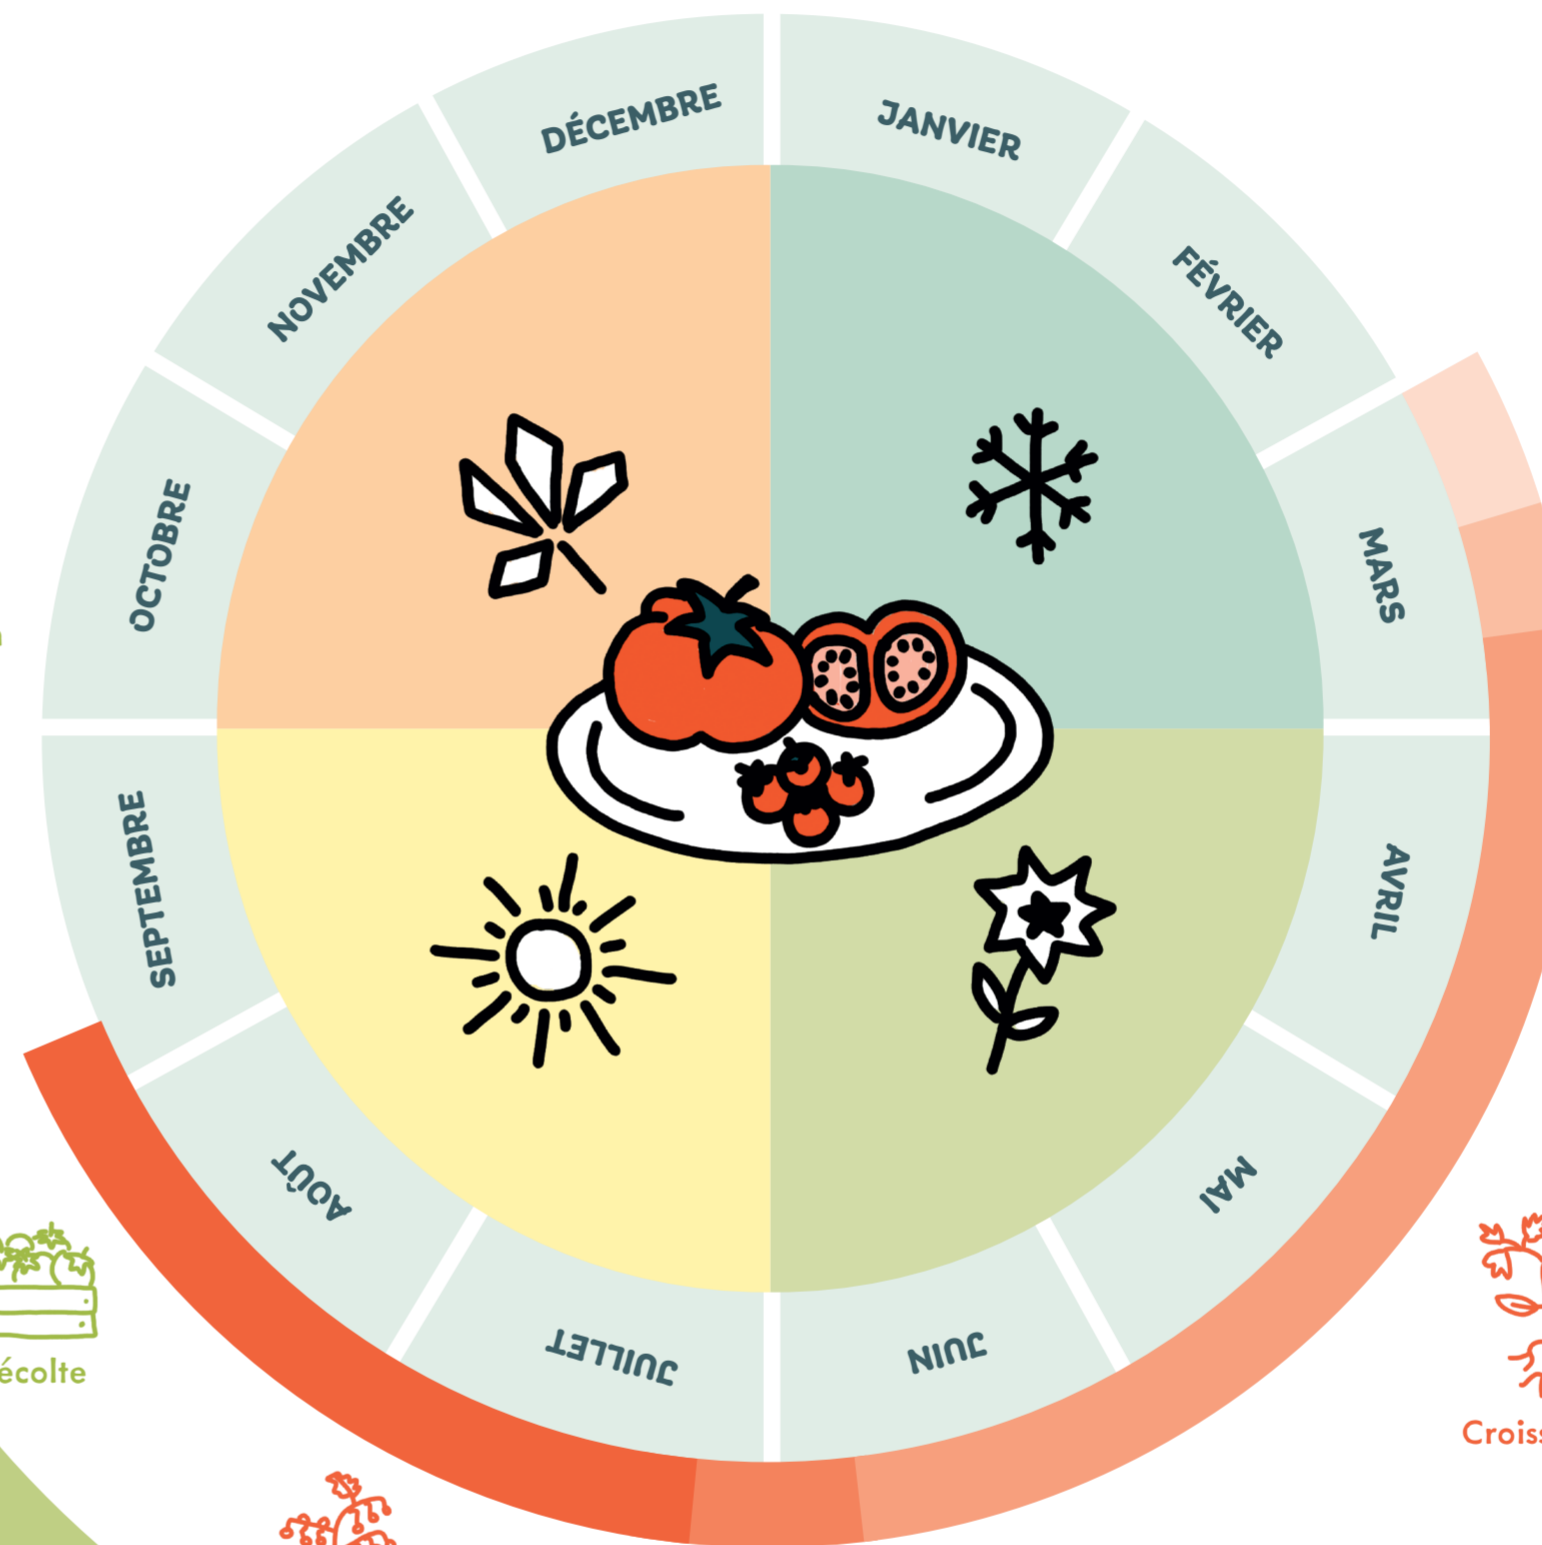 JANVIER
FÉVRIER
MARS
AVRIL
MAI
JUIN
JUILLET
AOÛT
SEPTEMBRE
OCTOBRE
NOVEMBRE
DÉCEMBRE
écolte
Croiss